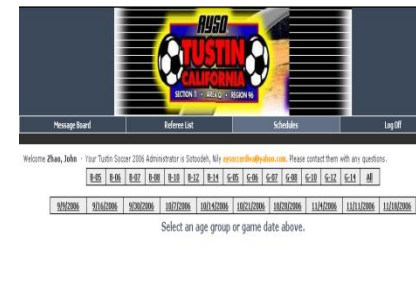 AYSO
TUSTIN
CALIFORNIA
SECTION 11 · AREA Q · REGION 96
Message Board Referee List Schedules Log Off
Welcome Zhao, John - Your Tustin Soccer 2006 Administrator is Sotoodeh, Nily aysoccerdiva@yahoo.com. Please contact them with any questions.
B-05 B-06 B-07 B-08 B-10 B-12 B-14 G-05 G-06 G-07 G-08 G-10 G-12 G-14 All
9/9/2006 9/16/2006 9/30/2006 10/7/2006 10/14/2006 10/21/2006 10/28/2006 11/4/2006 11/11/2006 11/18/2006
Select an age group or game date above.